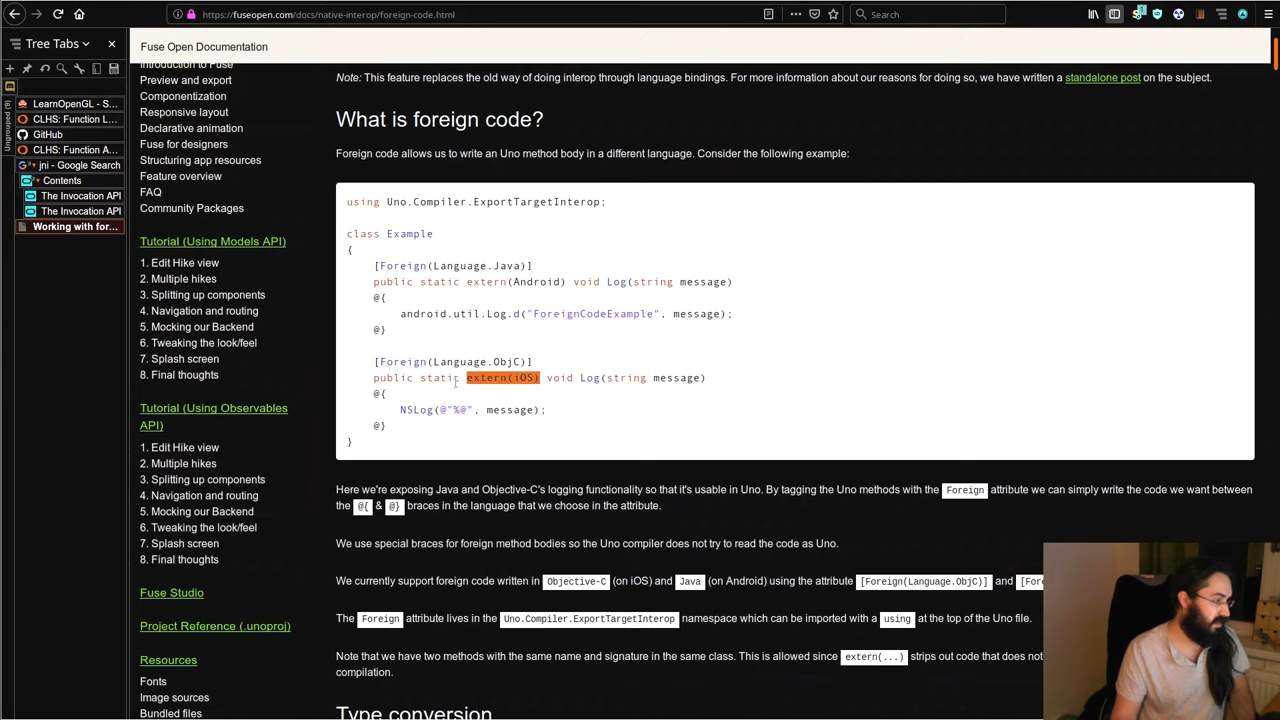 https://fuseopen.com/docs/native-interop/foreign-code.html
Search
Tree Tabs
Ungrouped (9)
LearnOpenGL - S...
CLHS: Function L...
GitHub
CLHS: Function A...
jni - Google Search
Contents
The Invocation API
The Invocation API
Working with for...
Fuse Open Documentation
Introduction to Fuse
Preview and export
Componentization
Responsive layout
Declarative animation
Fuse for designers
Structuring app resources
Feature overview
FAQ
Community Packages
Tutorial (Using Models API)
1. Edit Hike view
2. Multiple hikes
3. Splitting up components
4. Navigation and routing
5. Mocking our Backend
6. Tweaking the look/feel
7. Splash screen
8. Final thoughts
Tutorial (Using Observables
API)
1. Edit Hike view
2. Multiple hikes
3. Splitting up components
4. Navigation and routing
5. Mocking our Backend
6. Tweaking the look/feel
7. Splash screen
8. Final thoughts
Fuse Studio
Project Reference (.unoproj)
Resources
Fonts
Image sources
Bundled files
Note: This feature replaces the old way of doing interop through language bindings. For more information about our reasons for doing so, we have written a standalone post on the subject.
What is foreign code?
Foreign code allows us to write an Uno method body in a different language. Consider the following example:
using Uno.Compiler.ExportTargetInterop;
class Example
{
[Foreign(Language.Java)]
public static extern(Android) void Log(string message)
@{
android.util.Log.d("ForeignCodeExample", message);
@}
[Foreign(Language.ObjC)]
public static extern(iOS) void Log(string message)
@{
NSLog(@"%@", message);
@}
}
Here we're exposing Java and Objective-C's logging functionality so that it's usable in Uno. By tagging the Uno methods with the Foreign attribute we can simply write the code we want between
the @{ & @} braces in the language that we choose in the attribute.
We use special braces for foreign method bodies so the Uno compiler does not try to read the code as Uno.
We currently support foreign code written in Objective-C (on iOS) and Java (on Android) using the attribute [Foreign(Language.ObjC)] and [Fore
The Foreign attribute lives in the Uno.Compiler.ExportTargetInterop namespace which can be imported with a using at the top of the Uno file.
Note that we have two methods with the same name and signature in the same class. This is allowed since extern(...) strips out code that does not
compilation.
Type conversion